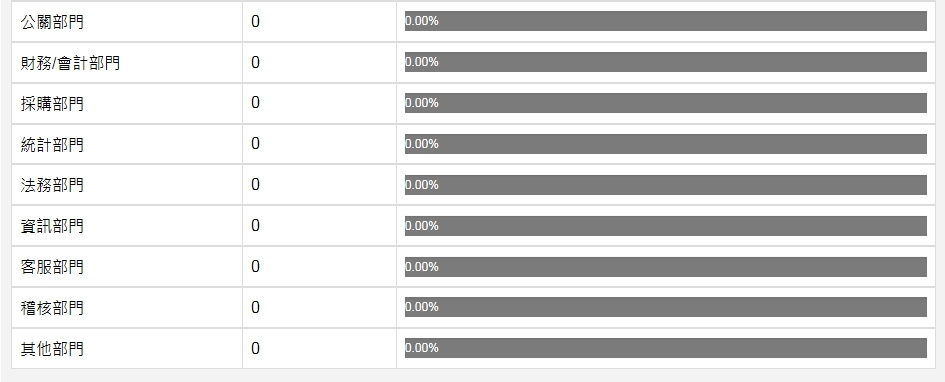 公關部門 0 0.00%
財務/會計部門 0 0.00%
採購部門 0 0.00%
統計部門 0 0.00%
法務部門 0 0.00%
資訊部門 0 0.00%
客服部門 0 0.00%
稽核部門 0 0.00%
其他部門 0 0.00%